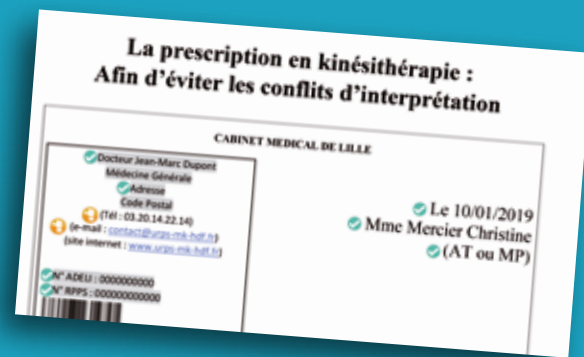 La prescription en kinésithérapie :
Afin d'éviter les conflits d'interprétation
CABINET MEDICAL DE LILLE
Docteur Jean-Marc Dupont
Médecine Générale
Adresse
Code Postal
(Tél : 03.20.14.22.14)
(e-mail : contact@urps-mk-hdf.fr)
(site internet : www.urps-mk-hdf.fr)
N° ADELI : 0000000000
N° RPPS : 000000000000
Le 10/01/2019
Mme Mercier Christine
(AT ou MP)